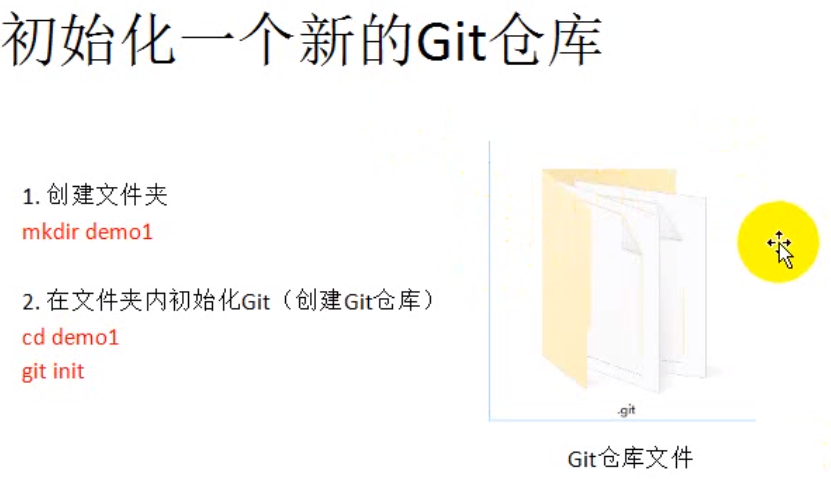 初始化一个新的Git仓库
1. 创建文件夹
mkdir demo1
2. 在文件夹内初始化Git（创建Git仓库）
cd demo1
git init
.git
Git仓库文件